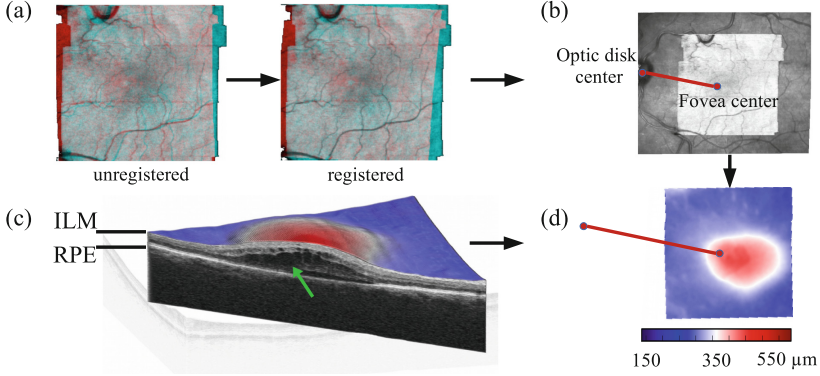 (a)
unregistered
registered
(b)
Optic disk
center
Fovea center
(c)
ILM
RPE
(d)
150 350 550 µm